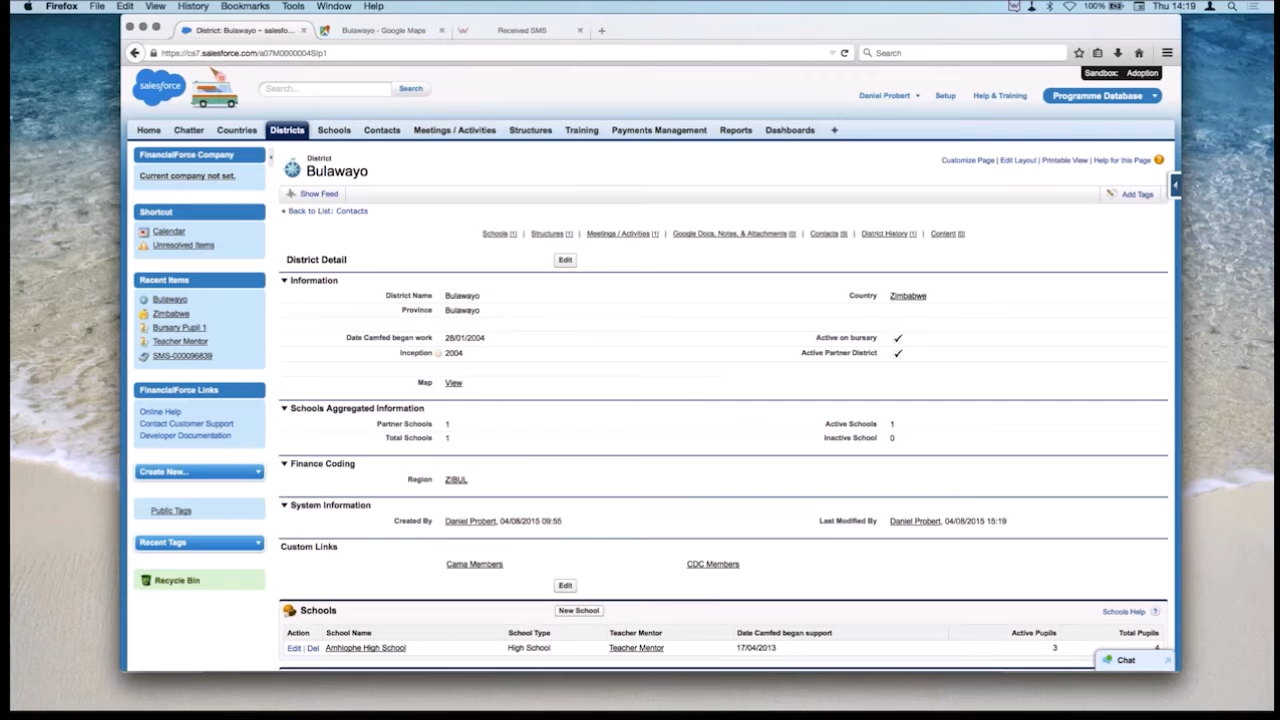 Firefox File Edit View History Bookmarks Tools Window Help 100% Thu 14:19
District: Bulawayo ~ salesfo... Bulawayo - Google Maps Received SMS
https://cs7.salesforce.com/a07M0000004Sip1 Search
Sandbox: Adoption
salesforce Search... Search Daniel Probert Setup Help & Training Programme Database
Home Chatter Countries Districts Schools Contacts Meetings / Activities Structures Training Payments Management Reports Dashboards +
FinancialForce Company
Current company not set.
Shortcut
Calendar
Unresolved Items
Recent Items
Bulawayo
Zimbabwe
Bursary Pupil 1
Teacher Mentor
SMS-000096839
FinancialForce Links
Online Help
Contact Customer Support
Developer Documentation
Create New...
Public Tags
Recent Tags
Recycle Bin
District
Bulawayo
Customize Page | Edit Layout | Printable View | Help for this Page
Show Feed Add Tags
« Back to List: Contacts
Schools [1] | Structures [1] | Meetings / Activities [1] | Google Docs, Notes, & Attachments [0] | Contacts [5] | District History [1] | Content [0]
District Detail Edit
Information
District Name Bulawayo Country Zimbabwe
Province Bulawayo
Date Camfed began work 28/01/2004 Active on bursary ✓
Inception 2004 Active Partner District ✓
Map View
Schools Aggregated Information
Partner Schools 1 Active Schools 1
Total Schools 1 Inactive School 0
Finance Coding
Region ZIBUL
System Information
Created By Daniel Probert, 04/08/2015 09:55 Last Modified By Daniel Probert, 04/08/2015 15:19
Custom Links
Cama Members CDC Members
Edit
Schools New School Schools Help ?
Action School Name School Type Teacher Mentor Date Camfed began support Active Pupils Total Pupils
Edit | Del Amhlophe High School High School Teacher Mentor 17/04/2013 3 4
Chat